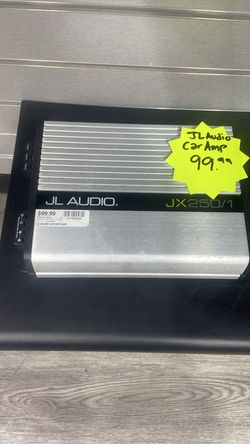 JL Audio
Car Amp
99.99
JL AUDIO.
JX250/1
$99.99